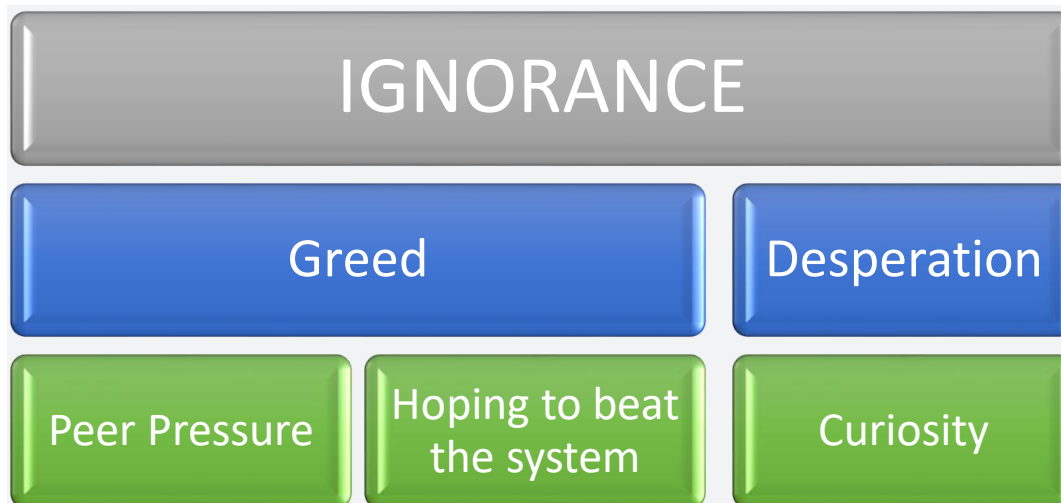 IGNORANCE
Greed
Desperation
Peer Pressure
Hoping to beat
the system
Curiosity